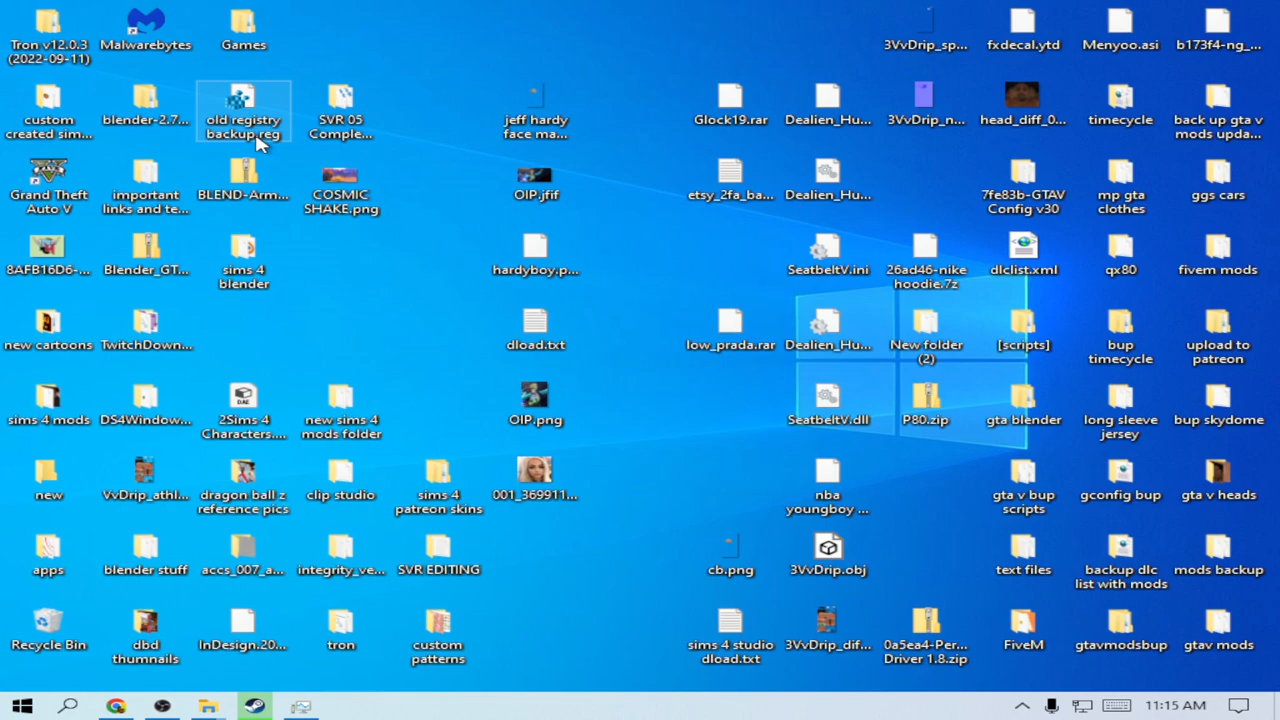 Tron v12.0.3
(2022-09-11)
Malwarebytes
Games
3VvDrip_sp...
fxdecal.ytd
Menyoo.asi
b173f4-ng_...
custom
created sim...
blender-2.7...
old registry
backup.reg
SVR 05
Comple...
jeff hardy
face ma...
Glock19.rar
Dealien_Hu...
3VvDrip_n...
head_diff_0...
timecycle
back up gta v
mods upda...
Grand Theft
Auto V
important
links and te...
BLEND-Arm...
COSMIC
SHAKE.png
OIP.jfif
etsy_2fa_ba...
Dealien_Hu...
7fe83b-GTAV
Config v30
mp gta
clothes
ggs cars
8AFB16D6-...
Blender_GT...
sims 4
blender
hardyboy.p...
SeatbeltV.ini
26ad46-nike
hoodie.7z
dlclist.xml
qx80
fivem mods
new cartoons
TwitchDown...
dload.txt
low_prada.rar
Dealien_Hu...
New folder
(2)
[scripts]
bup
timecycle
upload to
patreon
sims 4 mods
DS4Window...
2Sims 4
Characters....
new sims 4
mods folder
OIP.png
SeatbeltV.dll
P80.zip
gta blender
long sleeve
jersey
bup skydome
new
VvDrip_athl...
dragon ball z
reference pics
clip studio
sims 4
patreon skins
001_369911...
nba
youngboy ...
gta v bup
scripts
gconfig bup
gta v heads
apps
blender stuff
accs_007_a...
integrity_ve...
SVR EDITING
cb.png
3VvDrip.obj
text files
backup dlc
list with mods
mods backup
Recycle Bin
dbd
thumnails
InDesign.20...
tron
custom
patterns
sims 4 studio
dload.txt
3VvDrip_dif...
0a5ea4-Per...
Driver 1.8.zip
FiveM
gtavmodsbup
gtav mods
11:15 AM